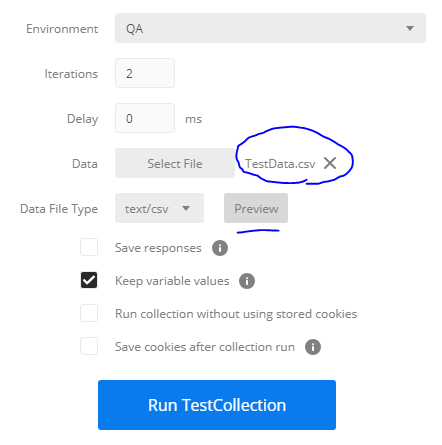 Environment QA
Iterations 2
Delay 0 ms
Data Select File TestData.csv
Data File Type text/csv Preview
Save responses
Keep variable values
Run collection without using stored cookies
Save cookies after collection run
Run TestCollection